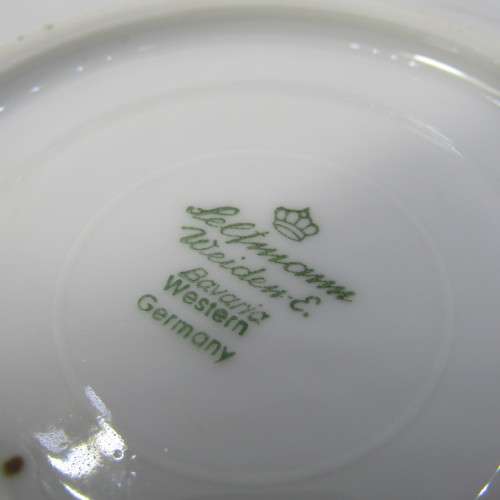 Seltmann
Weiden-E.
Bavaria
Western
Germany